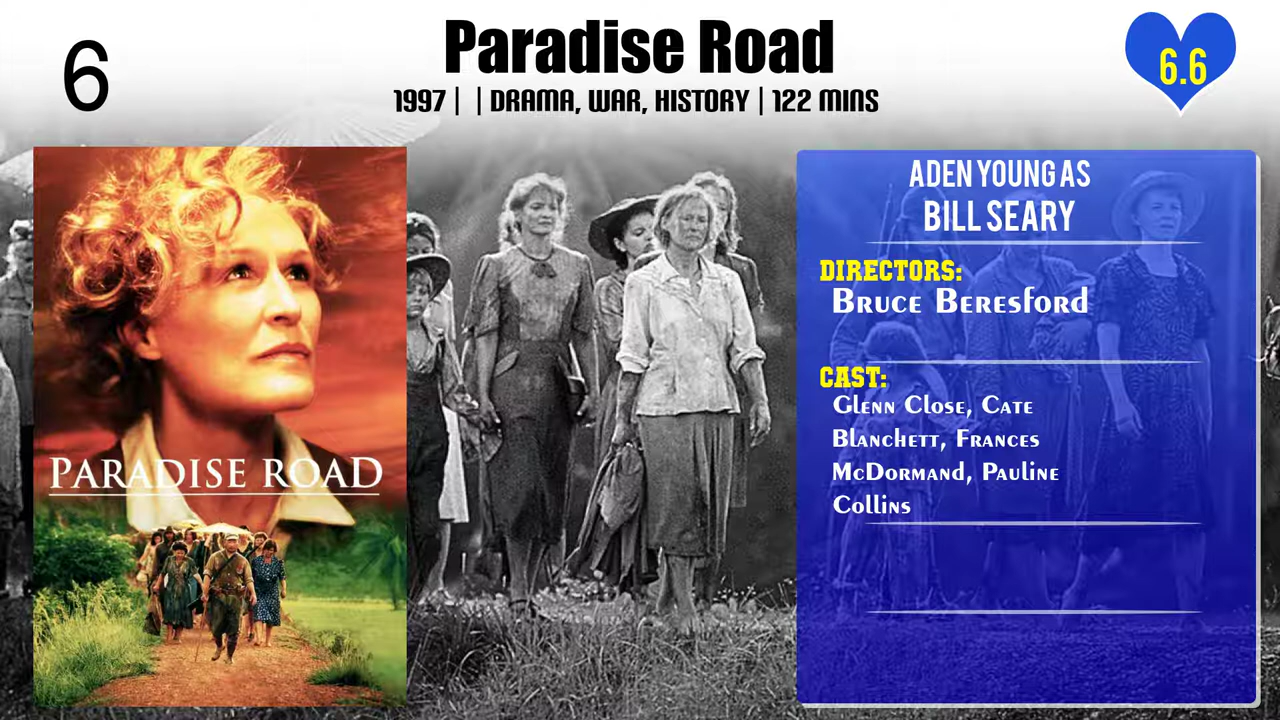 6
Paradise Road
1997 | | DRAMA, WAR, HISTORY | 122 MINS
6.6
PARADISE ROAD
ADEN YOUNG AS
BILL SEARY
DIRECTORS:
Bruce Beresford
CAST:
Glenn Close, Cate
Blanchett, Frances
McDormand, Pauline
Collins